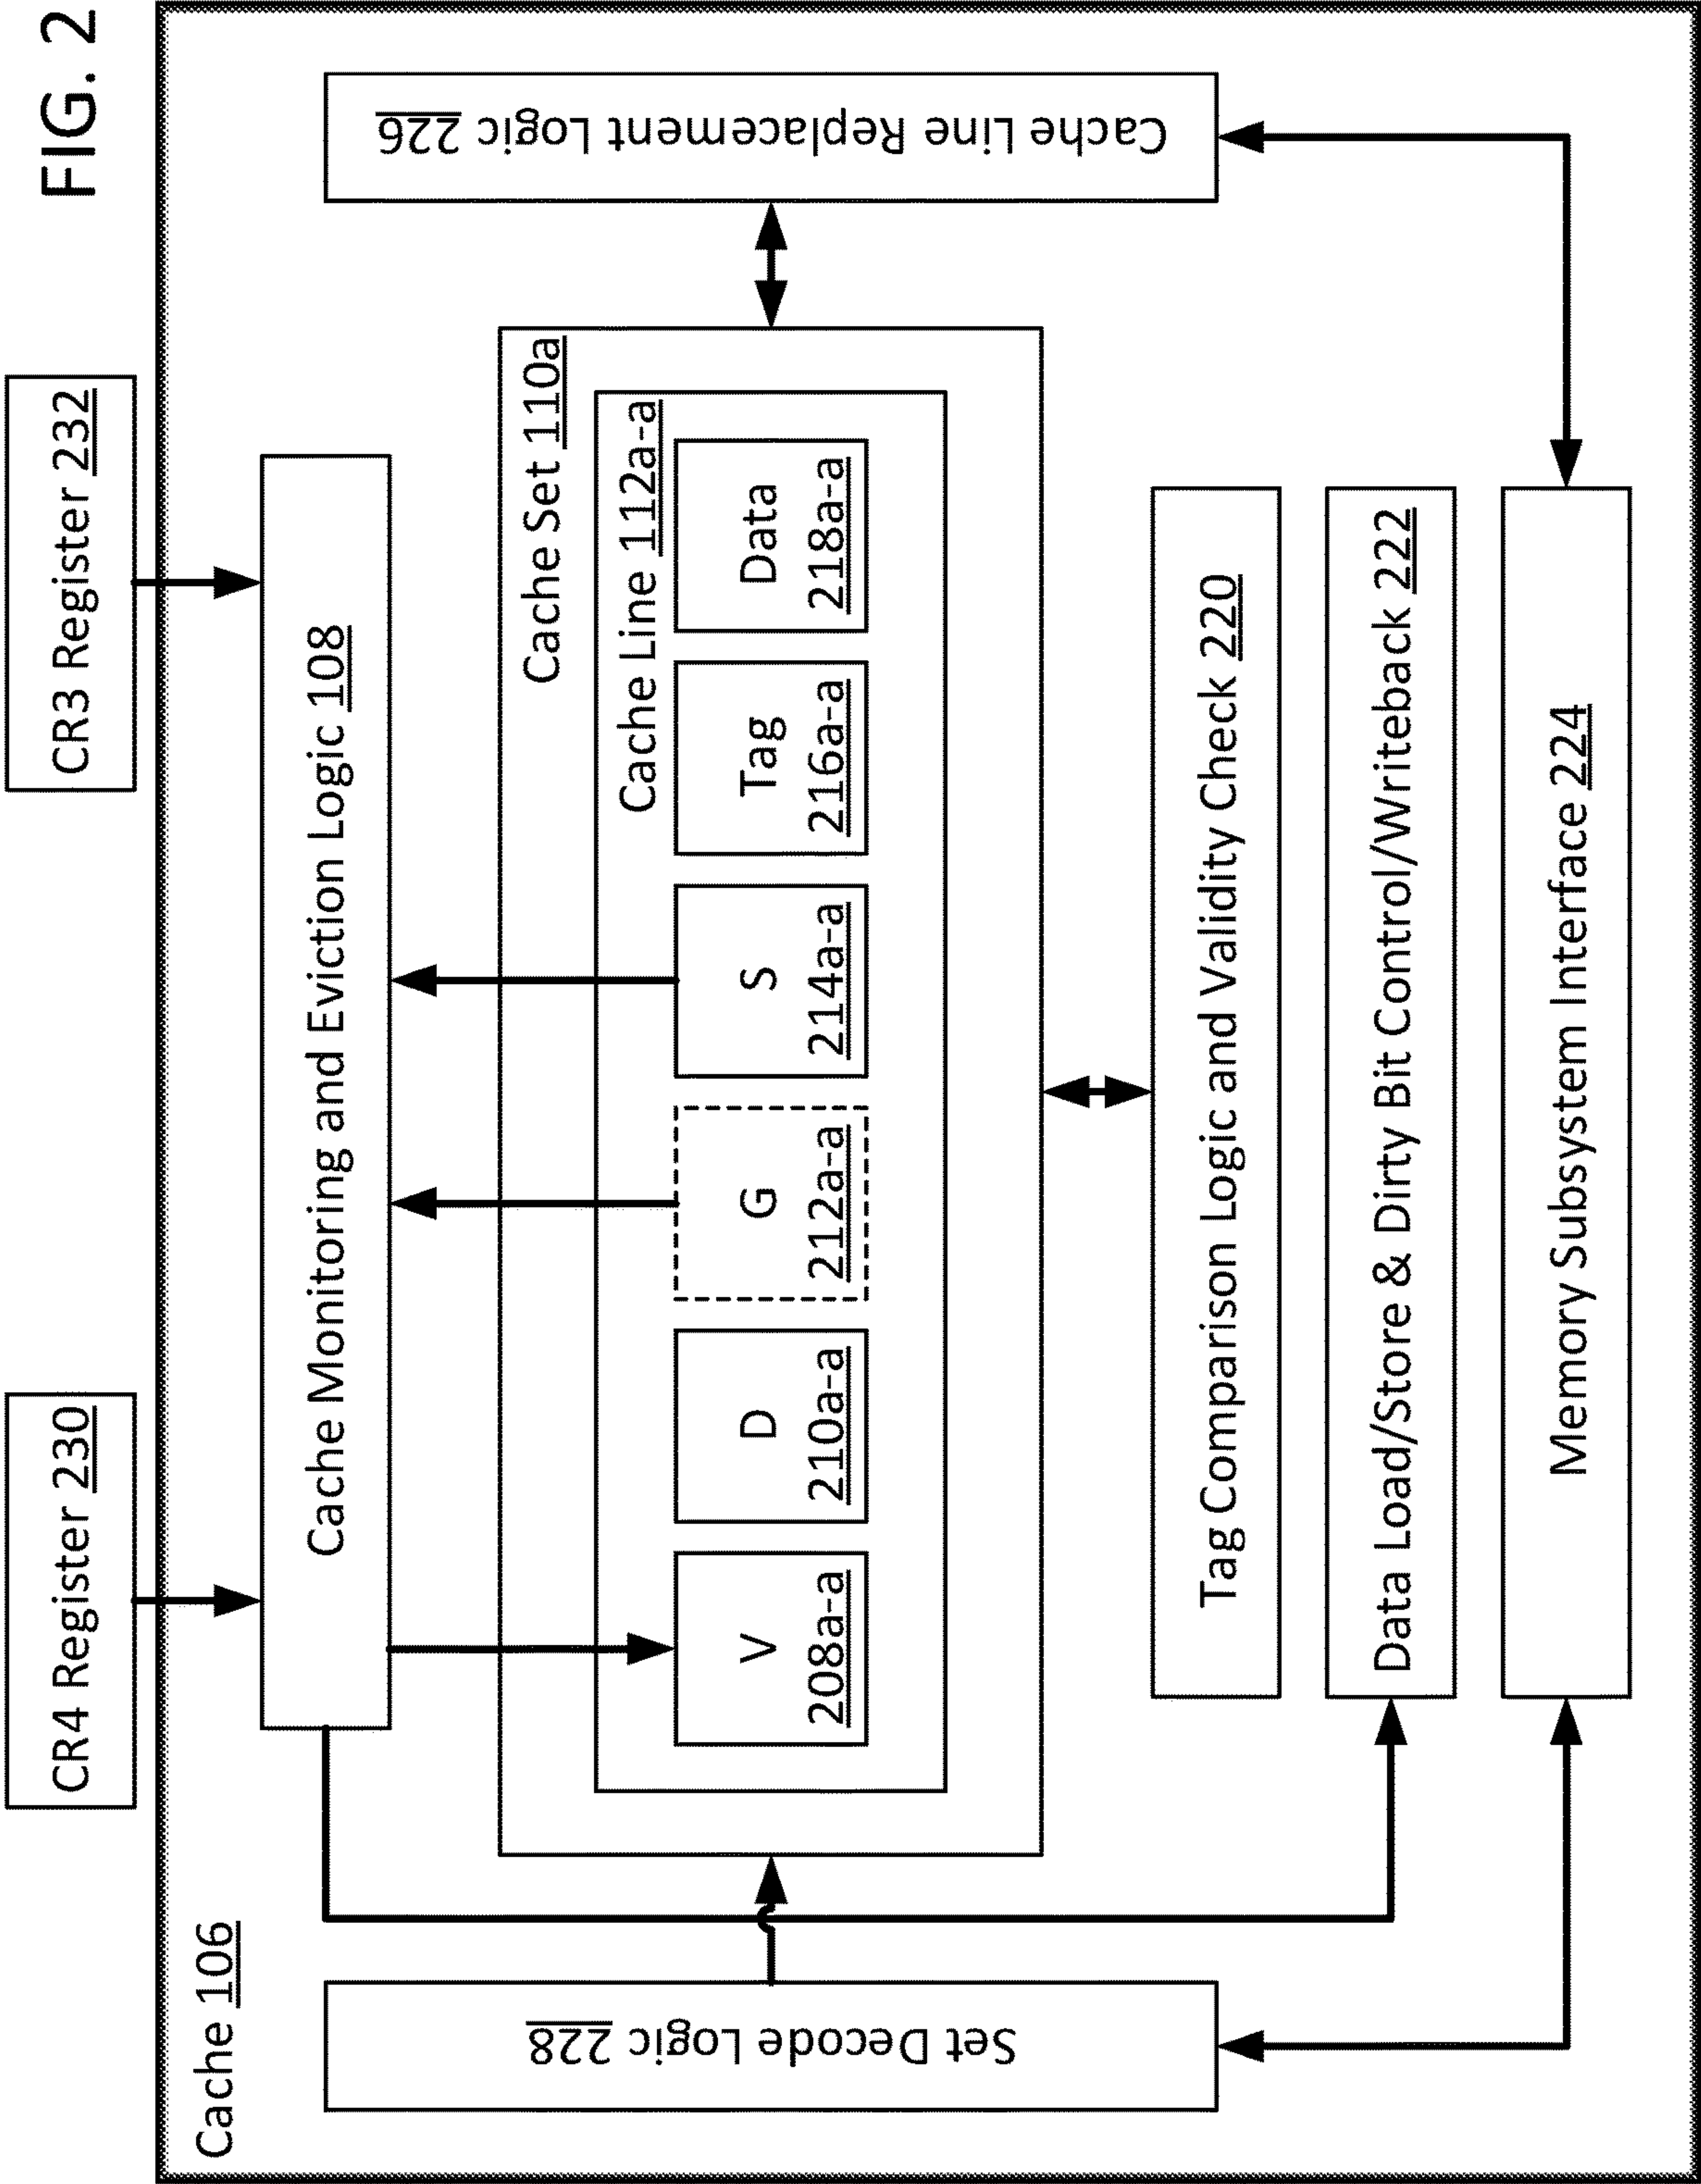 FIG. 2
CR4 Register 230
CR3 Register 232
Cache 106
Cache Monitoring and Eviction Logic 108
Cache Set 110a
Cache Line 112a-a
V
208a-a
D
210a-a
G
212a-a
S
214a-a
Tag
216a-a
Data
218a-a
Set Decode Logic 228
Cache Line Replacement Logic 226
Tag Comparison Logic and Validity Check 220
Data Load/Store & Dirty Bit Control/Writeback 222
Memory Subsystem Interface 224